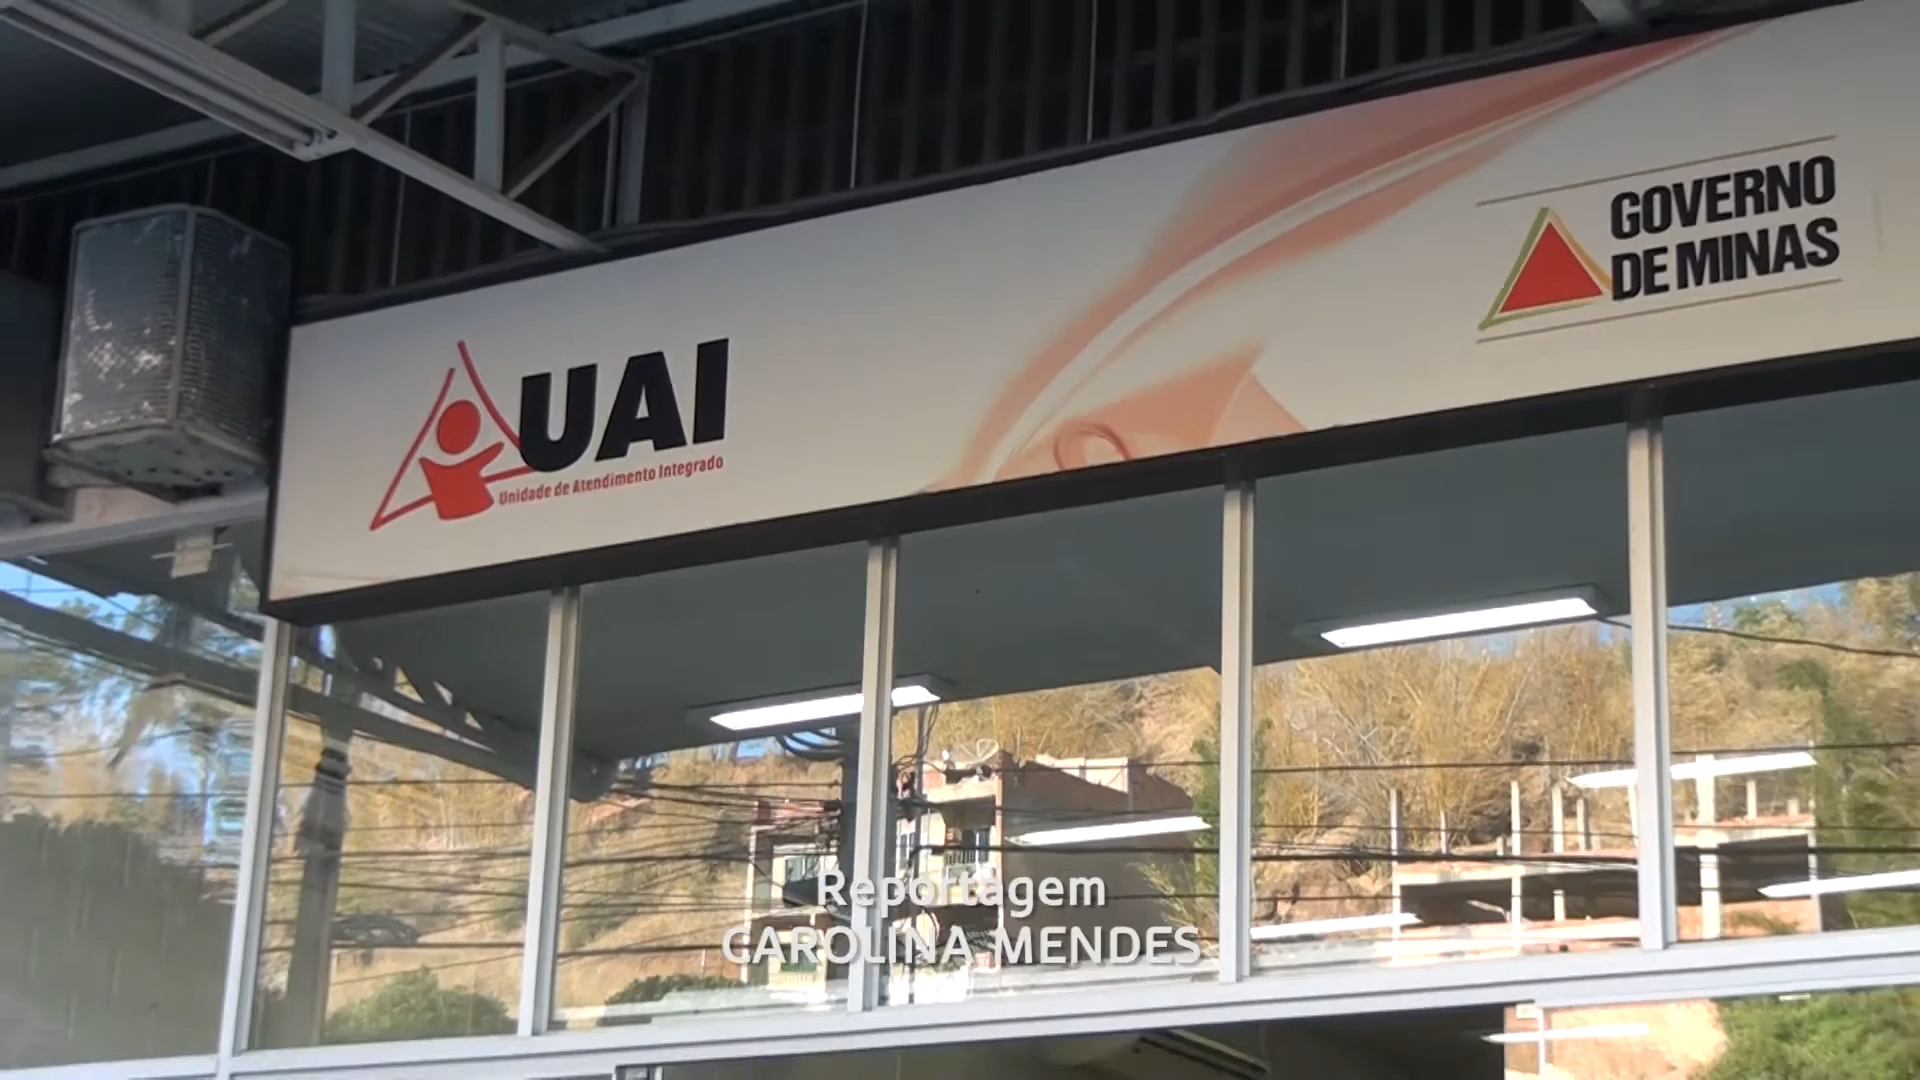 UAI
Unidade de Atendimento Integrado
GOVERNO
DE MINAS
Reportagem
CAROLINA MENDES